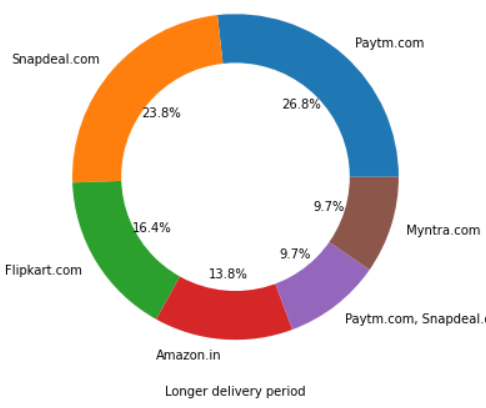 Paytm.com
Snapdeal.com
26.8%
23.8%
9.7%
16.4%
Myntra.com
9.7%
Flipkart.com
13.8%
Paytm.com, Snapdeal.
Amazon.in
Longer delivery period